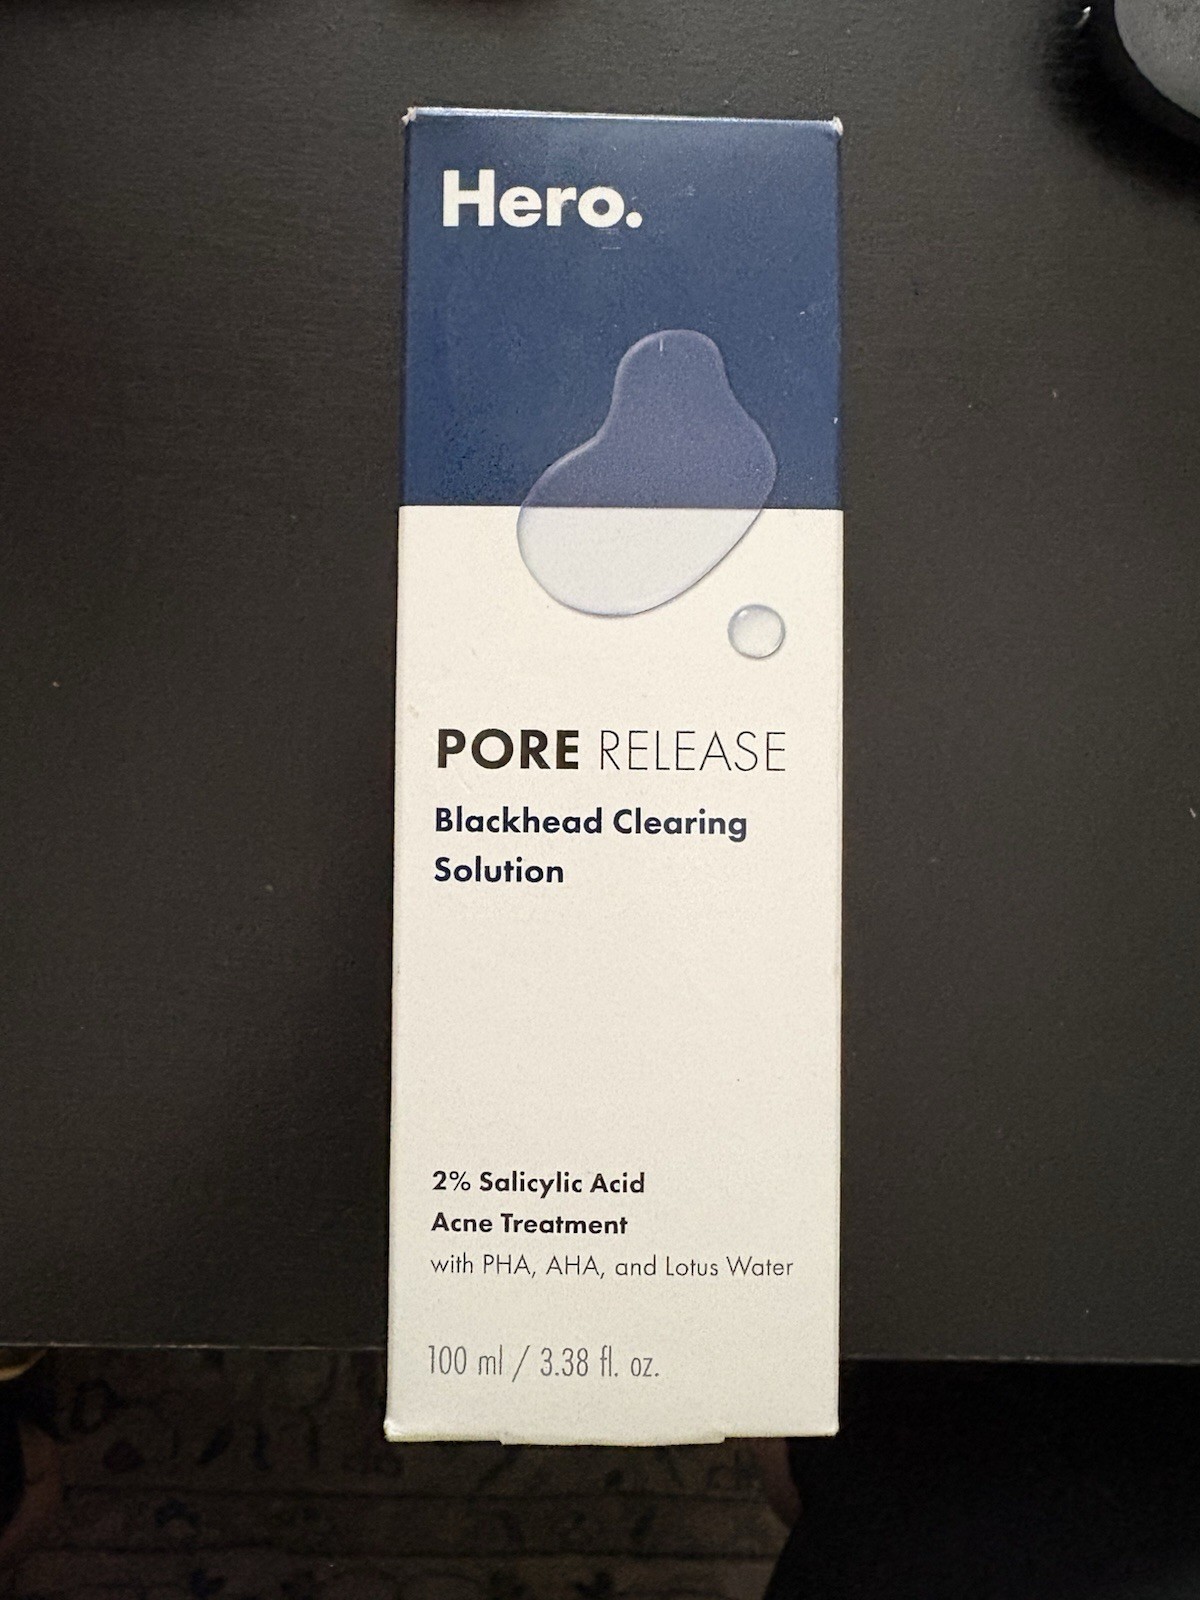 Hero.
PORE RELEASE
Blackhead Clearing
Solution
2% Salicylic Acid
Acne Treatment
with PHA, AHA, and Lotus Water
100 ml / 3.38 fl. oz.